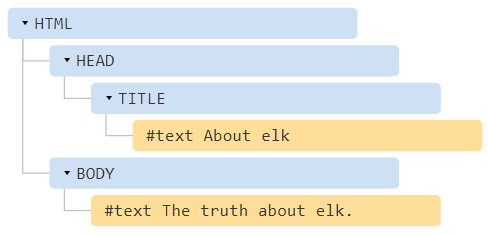 HTML
HEAD
TITLE
#text About elk
BODY
#text The truth about elk.